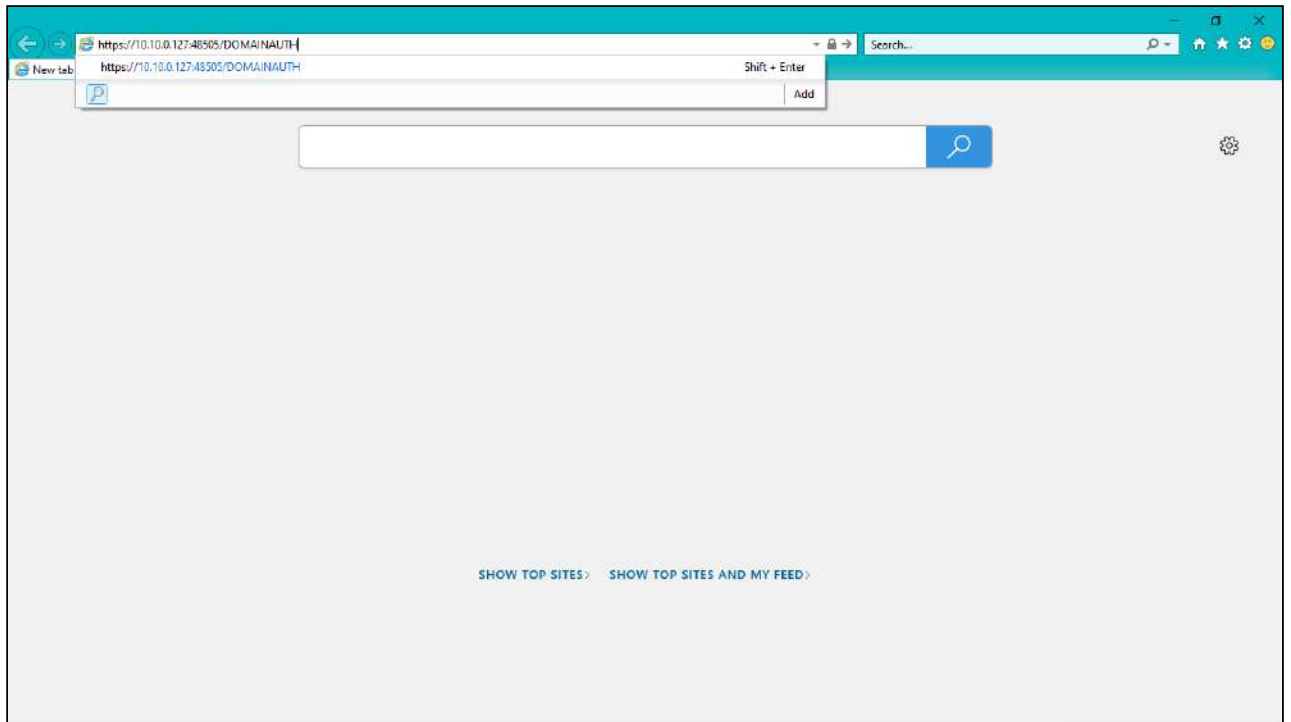 https://10.10.0.127:48505/DOMAINAUTH
Search...
New tab
https://10.10.0.127:48505/DOMAINAUTH
Shift + Enter
Add
SHOW TOP SITES> SHOW TOP SITES AND MY FEED>